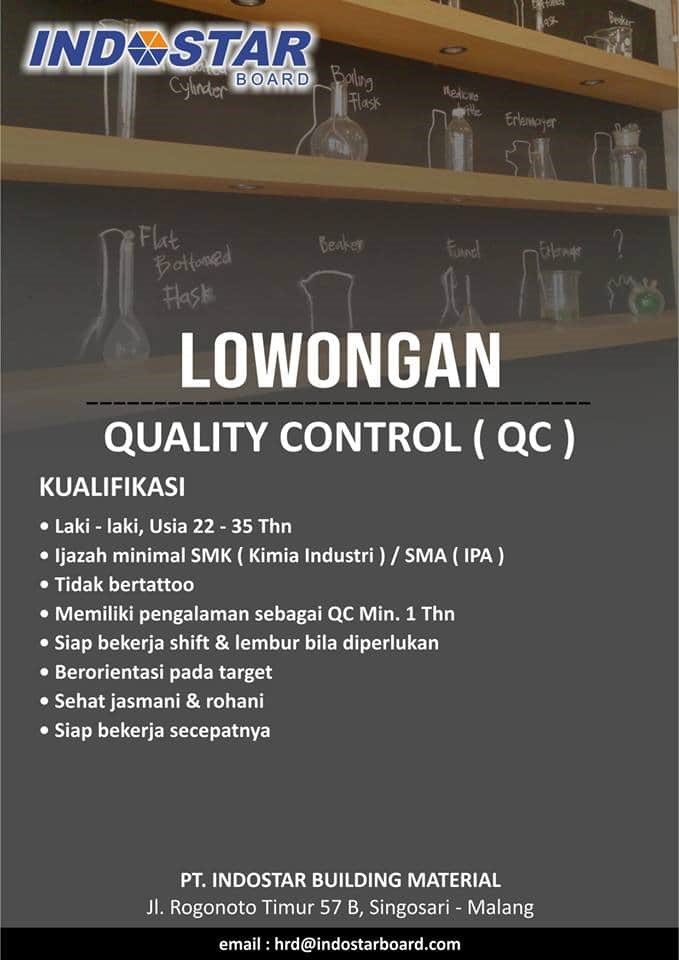 INDOSTAR
BOARD
Cylinder
Boiling
Flask
Medicine
Bottle
Erlenmeyer
Flask
Beaker
Flat
Bottomed
Flask
Beaker
Funnel
?
LOWONGAN
QUALITY CONTROL ( QC )
KUALIFIKASI
• Laki - laki, Usia 22 - 35 Thn
• Ijazah minimal SMK ( Kimia Industri ) / SMA ( IPA )
• Tidak bertattoo
• Memiliki pengalaman sebagai QC Min. 1 Thn
• Siap bekerja shift & lembur bila diperlukan
• Berorientasi pada target
• Sehat jasmani & rohani
• Siap bekerja secepatnya
PT. INDOSTAR BUILDING MATERIAL
Jl. Rogonoto Timur 57 B, Singosari - Malang
email : hrd@indostarboard.com